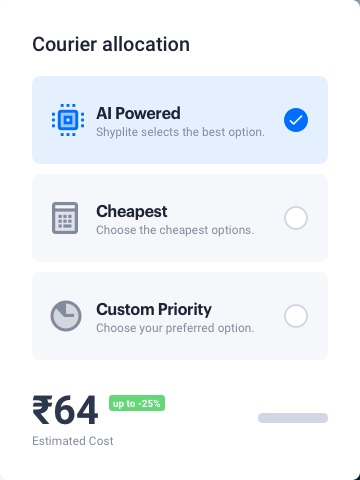 Courier allocation
AI Powered
Shyplite selects the best option.
Cheapest
Choose the cheapest options.
Custom Priority
Choose your preferred option.
₹64 up to -25%
Estimated Cost